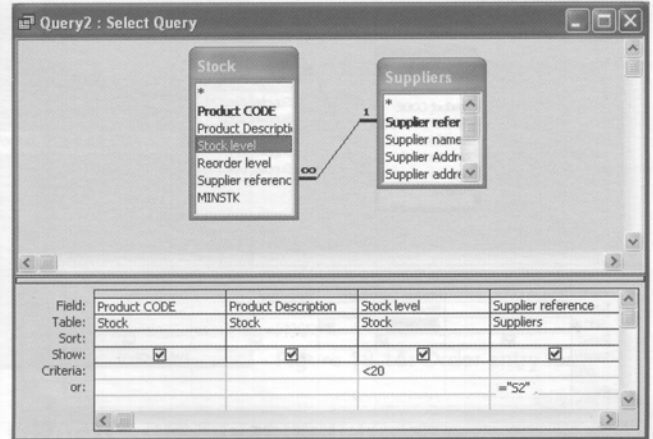 Query2 : Select Query
Stock
*
Product CODE
Product Descripti
Stock level
Reorder level
Supplier referenc
MINSTK
∞
1
Suppliers
*
Supplier refer
Supplier name
Supplier Addr
Supplier addre
Field: Product CODE Product Description Stock level Supplier reference
Table: Stock Stock Stock Suppliers
Sort:
Show:
Criteria: <20
or: ="S2"